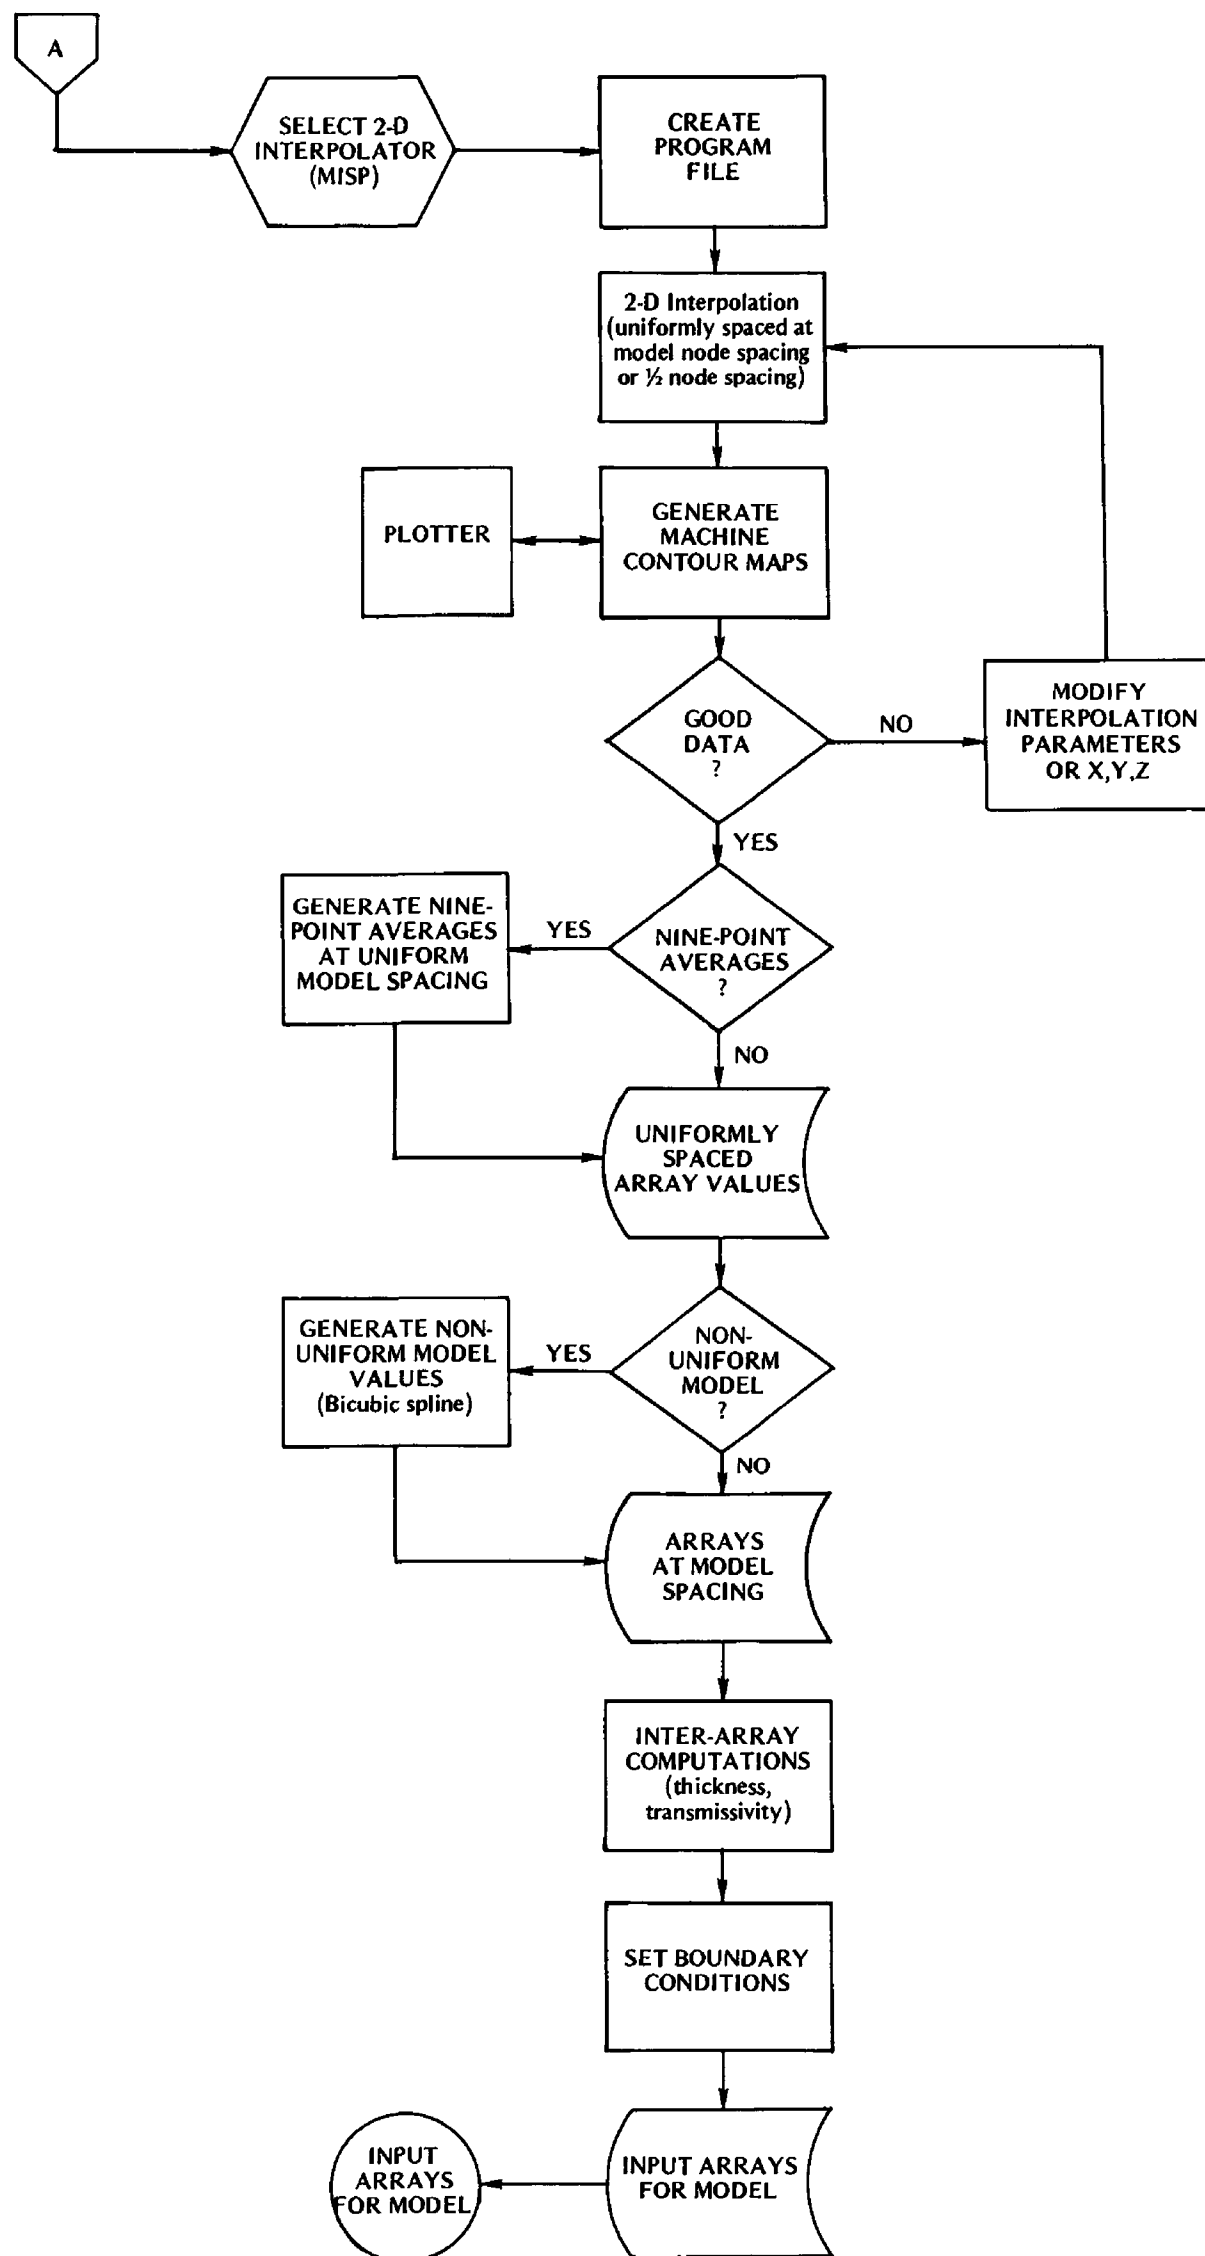 A
SELECT 2-D
INTERPOLATOR
(MISP)
CREATE
PROGRAM
FILE
2-D Interpolation
(uniformly spaced at
model node spacing
or ½ node spacing)
PLOTTER
GENERATE
MACHINE
CONTOUR MAPS
GOOD
DATA
?
NO
MODIFY
INTERPOLATION
PARAMETERS
OR X,Y,Z
YES
NINE-POINT
AVERAGES
?
YES
GENERATE NINE-
POINT AVERAGES
AT UNIFORM
MODEL SPACING
NO
UNIFORMLY
SPACED
ARRAY VALUES
NON-
UNIFORM
MODEL
?
YES
GENERATE NON-
UNIFORM MODEL
VALUES
(Bicubic spline)
NO
ARRAYS
AT MODEL
SPACING
INTER-ARRAY
COMPUTATIONS
(thickness,
transmissivity)
SET BOUNDARY
CONDITIONS
INPUT ARRAYS
FOR MODEL
INPUT
ARRAYS
FOR MODEL